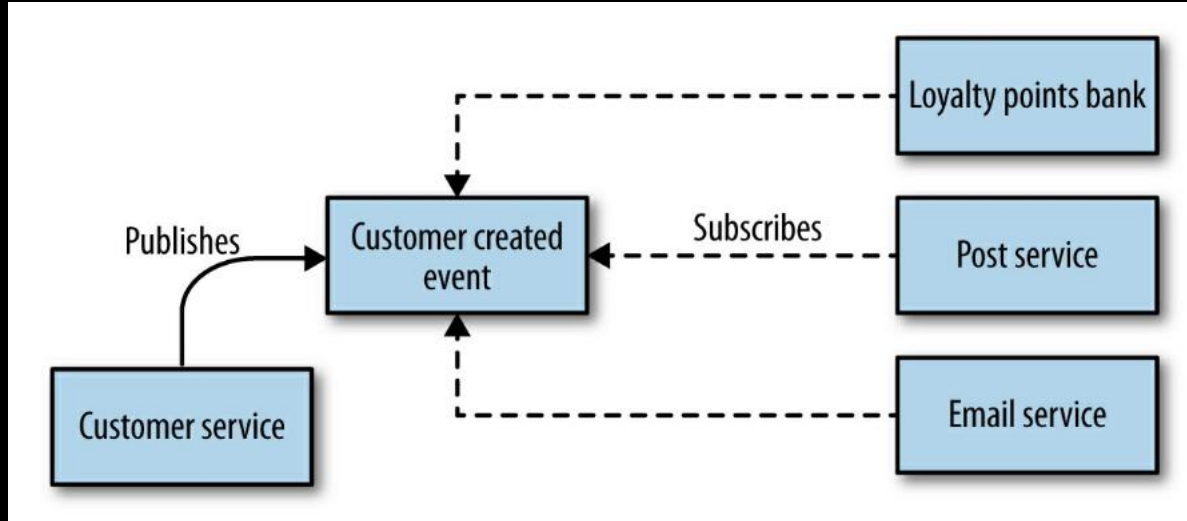 Loyalty points bank
Publishes
Customer created
event
Subscribes
Post service
Customer service
Email service